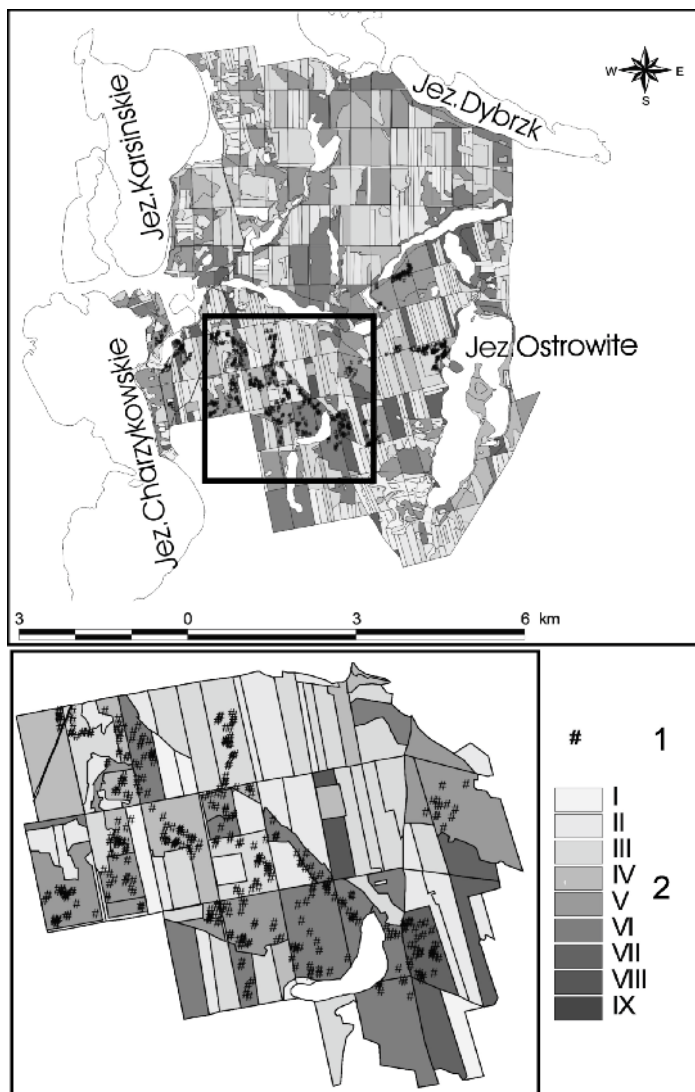 W E
S
Jez.Dybrzk
Jez.Karsinskie
Jez.Ostrowite
Jez.Charzykowskie
3 0 3 6 km
# 1
I
II
III
IV
V
2
VI
VII
VIII
IX